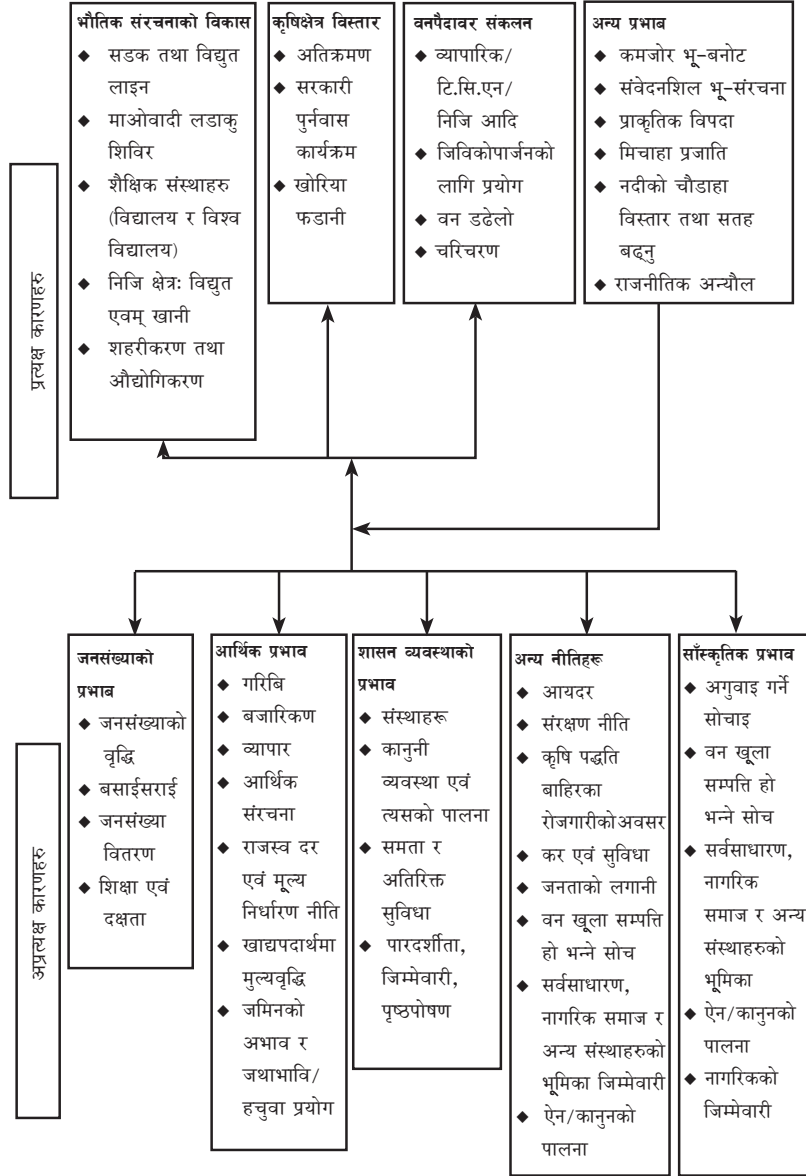 प्रत्यक्ष कारणहरु
भौतिक संरचनाको विकास
◆ सडक तथा विद्युत
लाइन
◆ माओवादी लडाकु
शिविर
◆ शैक्षिक संस्थाहरु
(विद्यालय र विश्व
विद्यालय)
◆ निजि क्षेत्रः विद्युत
एवम् खानी
◆ शहरीकरण तथा
औद्योगिकरण
कृषिक्षेत्र विस्तार
◆ अतिक्रमण
◆ सरकारी
पुर्नवास
कार्यक्रम
◆ खोरिया
फडानी
वनपैदावर संकलन
◆ व्यापारिक/
टि.सि.एन/
निजि आदि
◆ जिविकोपार्जनको
लागि प्रयोग
◆ वन डढेलो
◆ चरिचरण
अन्य प्रभाब
◆ कमजोर भू-बनोट
◆ संवेदनशिल भू-संरचना
◆ प्राकृतिक विपदा
◆ मिचाहा प्रजाति
◆ नदीको चौडाहा
विस्तार तथा सतह
बढ्नु
◆ राजनीतिक अन्यौल
अप्रत्यक्ष कारणहरु
जनसंख्याको
प्रभाब
◆ जनसंख्याको
वृद्धि
◆ बसाईसराई
◆ जनसंख्या
वितरण
◆ शिक्षा एवं
दक्षता
आर्थिक प्रभाव
◆ गरिबि
◆ बजारिकण
◆ व्यापार
◆ आर्थिक
संरचना
◆ राजस्व दर
एवं मूल्य
निर्धारण नीति
◆ खाद्यपदार्थमा
मुल्यवृद्धि
◆ जमिनको
अभाव र
जथाभावि/
हचुवा प्रयोग
शासन व्यवस्थाको
प्रभाव
◆ संस्थाहरू
◆ कानुनी
व्यवस्था एवं
त्यसको पालना
◆ समता र
अतिरिक्त
सुविधा
◆ पारदर्शीता,
जिम्मेवारी,
पृष्ठपोषण
अन्य नीतिहरू
◆ आयदर
◆ संरक्षण नीति
◆ कृषि पद्धति
बाहिरका
रोजगारीको अवसर
◆ कर एवं सुविधा
◆ जनताको लगानी
◆ वन खूला सम्पत्ति
हो भन्ने सोच
◆ सर्वसाधारण,
नागरिक समाज र
अन्य संस्थाहरुको
भूमिका जिम्मेवारी
◆ ऐन/कानुनको
पालना
साँस्कृतिक प्रभाव
◆ अगुवाइ गर्ने
सोचाइ
◆ वन खूला
सम्पत्ति हो
भन्ने सोच
◆ सर्वसाधारण,
नागरिक
समाज र अन्य
संस्थाहरुको
भूमिका
◆ ऐन/कानुनको
पालना
◆ नागरिकको
जिम्मेवारी